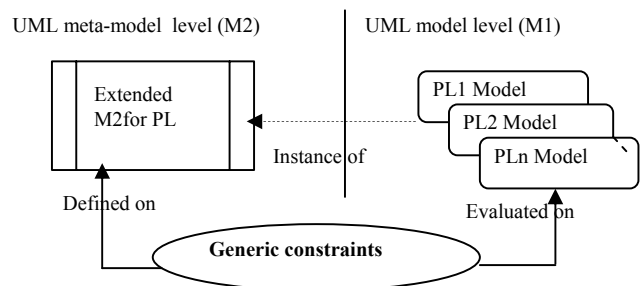 UML meta-model level (M2)
UML model level (M1)
Extended
M2for PL
PL1 Model
PL2 Model
PLn Model
Instance of
Defined on
Evaluated on
Generic constraints